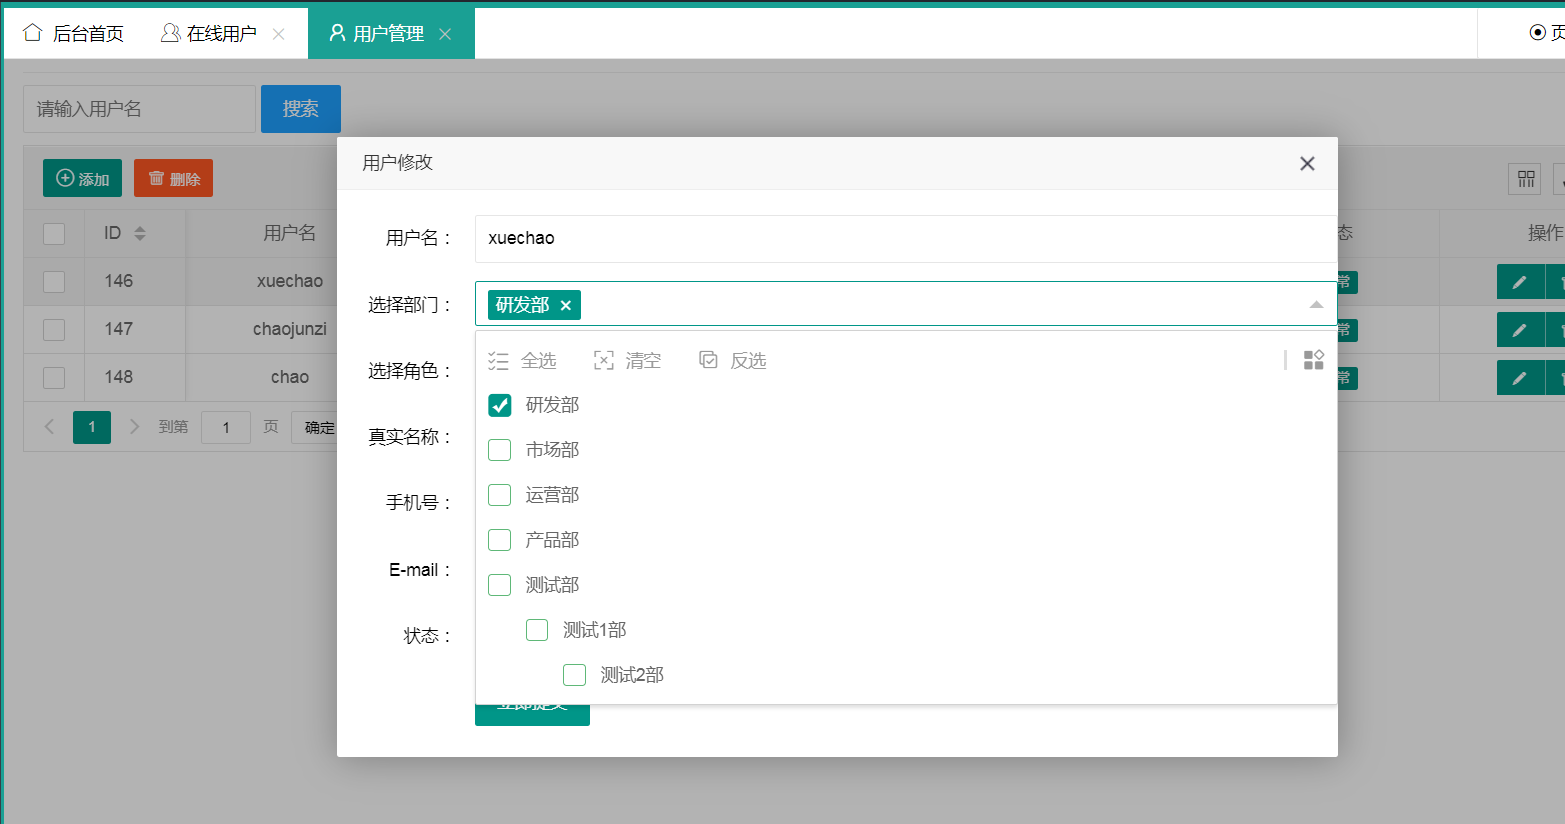 后台首页 在线用户 用户管理 页
请输入用户名 搜索
添加 删除
ID 用户名 态 操作
146 xuechao 常
147 chaojunzi 常
148 chao 常
1 到第 1 页 确定
用户修改
用户名： xuechao
选择部门： 研发部
全选 清空 反选
选择角色：
研发部
真实名称：
市场部
运营部
手机号：
产品部
E-mail：
测试部
状态：
测试1部
测试2部
立即提交